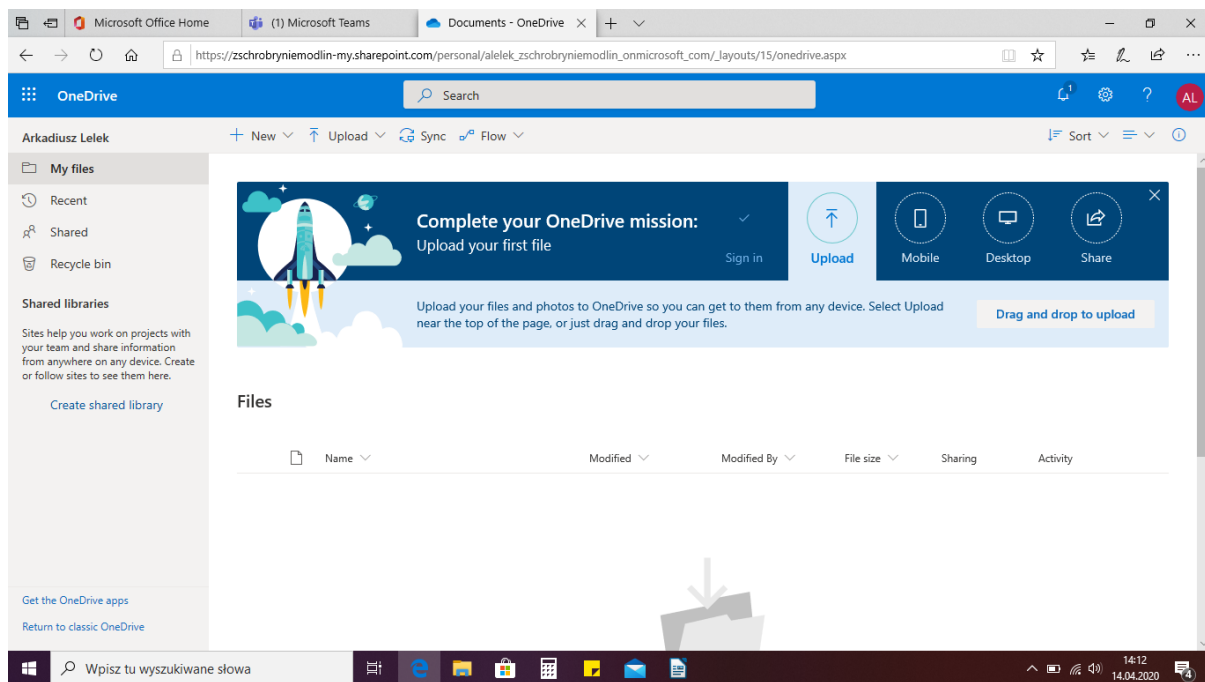 Microsoft Office Home
(1) Microsoft Teams
Documents - OneDrive
https://zschrobryniemodlin-my.sharepoint.com/personal/alelek_zschrobryniemodlin_onmicrosoft_com/_layouts/15/onedrive.aspx
OneDrive
Search
1
AL
Arkadiusz Lelek
New
Upload
Sync
Flow
Sort
My files
Recent
Shared
Recycle bin
Shared libraries
Sites help you work on projects with
your team and share information
from anywhere on any device. Create
or follow sites to see them here.
Create shared library
Get the OneDrive apps
Return to classic OneDrive
Complete your OneDrive mission:
Upload your first file
Sign in
Upload
Mobile
Desktop
Share
Upload your files and photos to OneDrive so you can get to them from any device. Select Upload
near the top of the page, or just drag and drop your files.
Drag and drop to upload
Files
Name
Modified
Modified By
File size
Sharing
Activity
Wpisz tu wyszukiwane słowa
14:12
14.04.2020
4